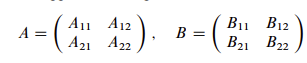 A = ( A11 A12 ) , B = ( B11 B12 )
( A21 A22 ) ( B21 B22 )